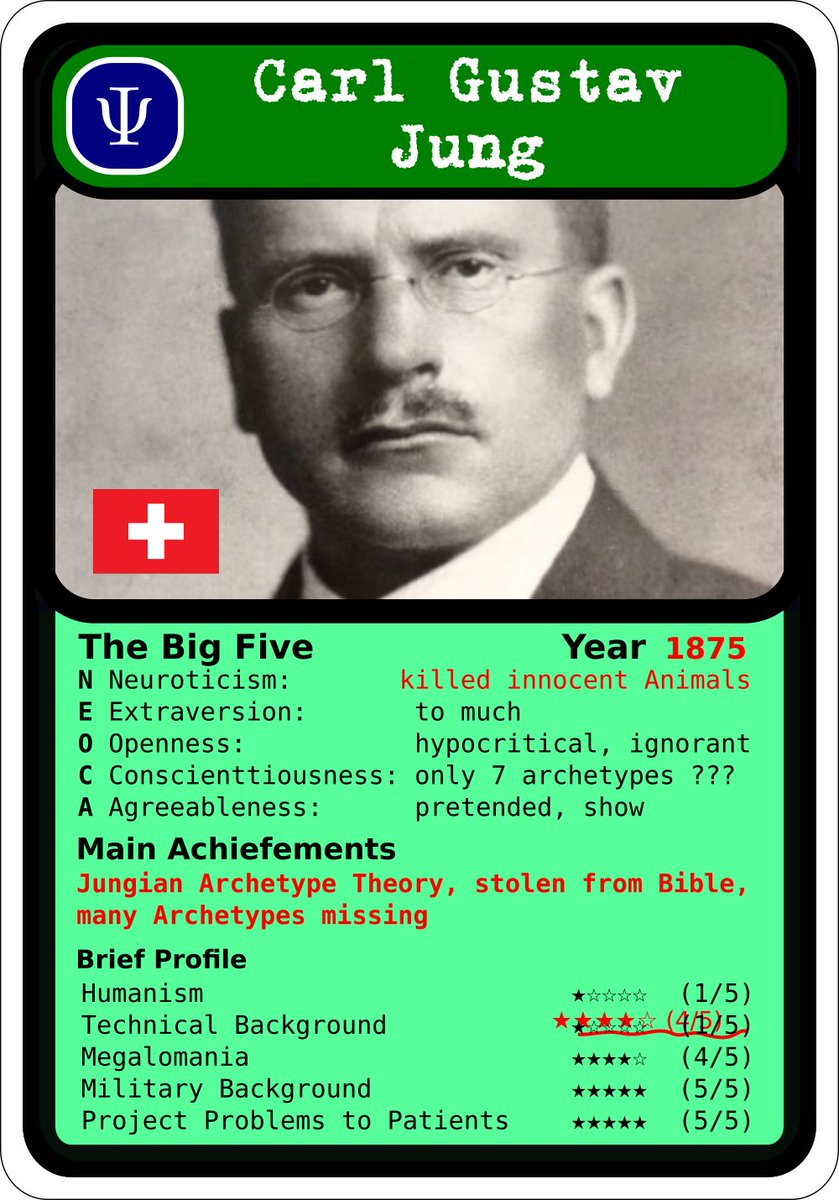 Ψ
Carl Gustav
Jung
The Big Five Year 1875
N Neuroticism: killed innocent Animals
E Extraversion: to much
O Openness: hypocritical, ignorant
C Conscienttiousness: only 7 archetypes ???
A Agreeableness: pretended, show
Main Achiefements
Jungian Archetype Theory, stolen from Bible,
many Archetypes missing
Brief Profile
Humanism ★☆☆☆☆ (1/5)
Technical Background ★☆☆☆☆ (1/5) ★★★★☆ (4/5)
Megalomania ★★★★☆ (4/5)
Military Background ★★★★★ (5/5)
Project Problems to Patients ★★★★★ (5/5)